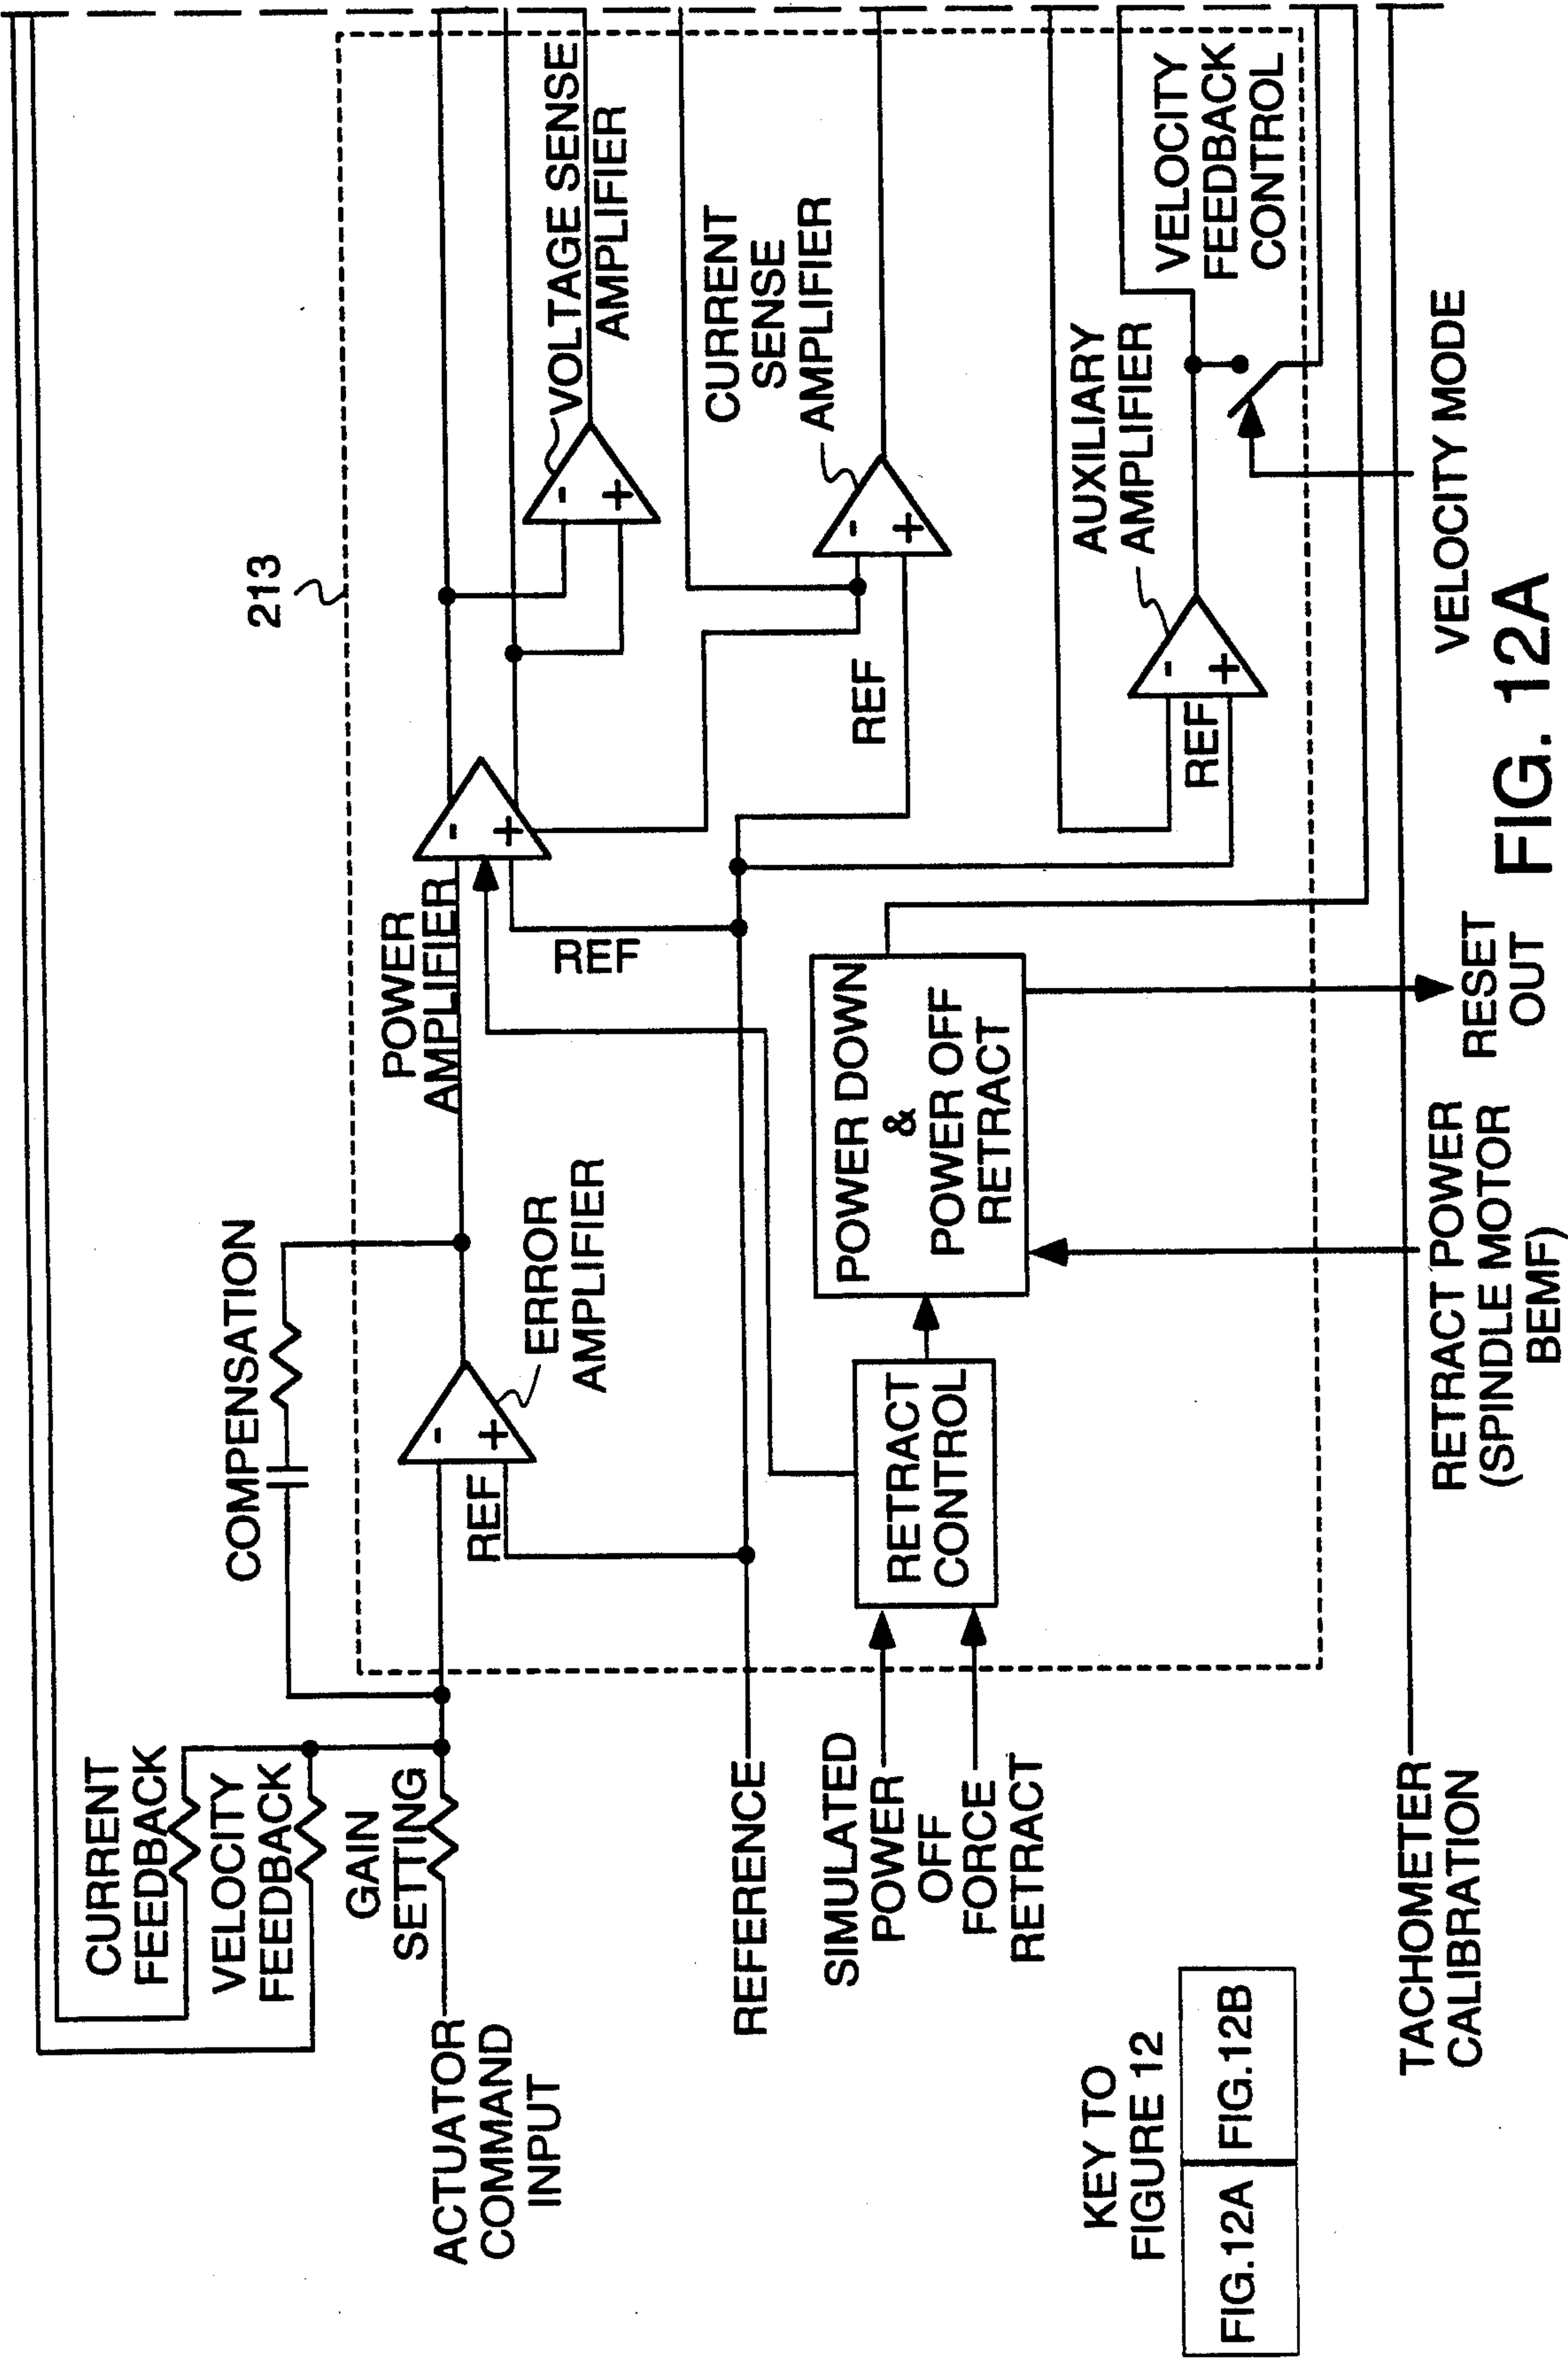 CURRENT
FEEDBACK
VELOCITY
FEEDBACK
GAIN
SETTING
ACTUATOR
COMMAND
INPUT
COMPENSATION
213
REF
ERROR
AMPLIFIER
POWER
AMPLIFIER
REF
VOLTAGE SENSE
AMPLIFIER
CURRENT
SENSE
AMPLIFIER
REF
REFERENCE
SIMULATED
POWER
OFF
FORCE
RETRACT
RETRACT
CONTROL
POWER DOWN
&
POWER OFF
RETRACT
AUXILIARY
AMPLIFIER
REF
VELOCITY
FEEDBACK
CONTROL
TACHOMETER
CALIBRATION
RETRACT POWER
(SPINDLE MOTOR
BEMF)
RESET
OUT
VELOCITY MODE
KEY TO
FIGURE 12
FIG.12A
FIG.12B
FIG. 12A